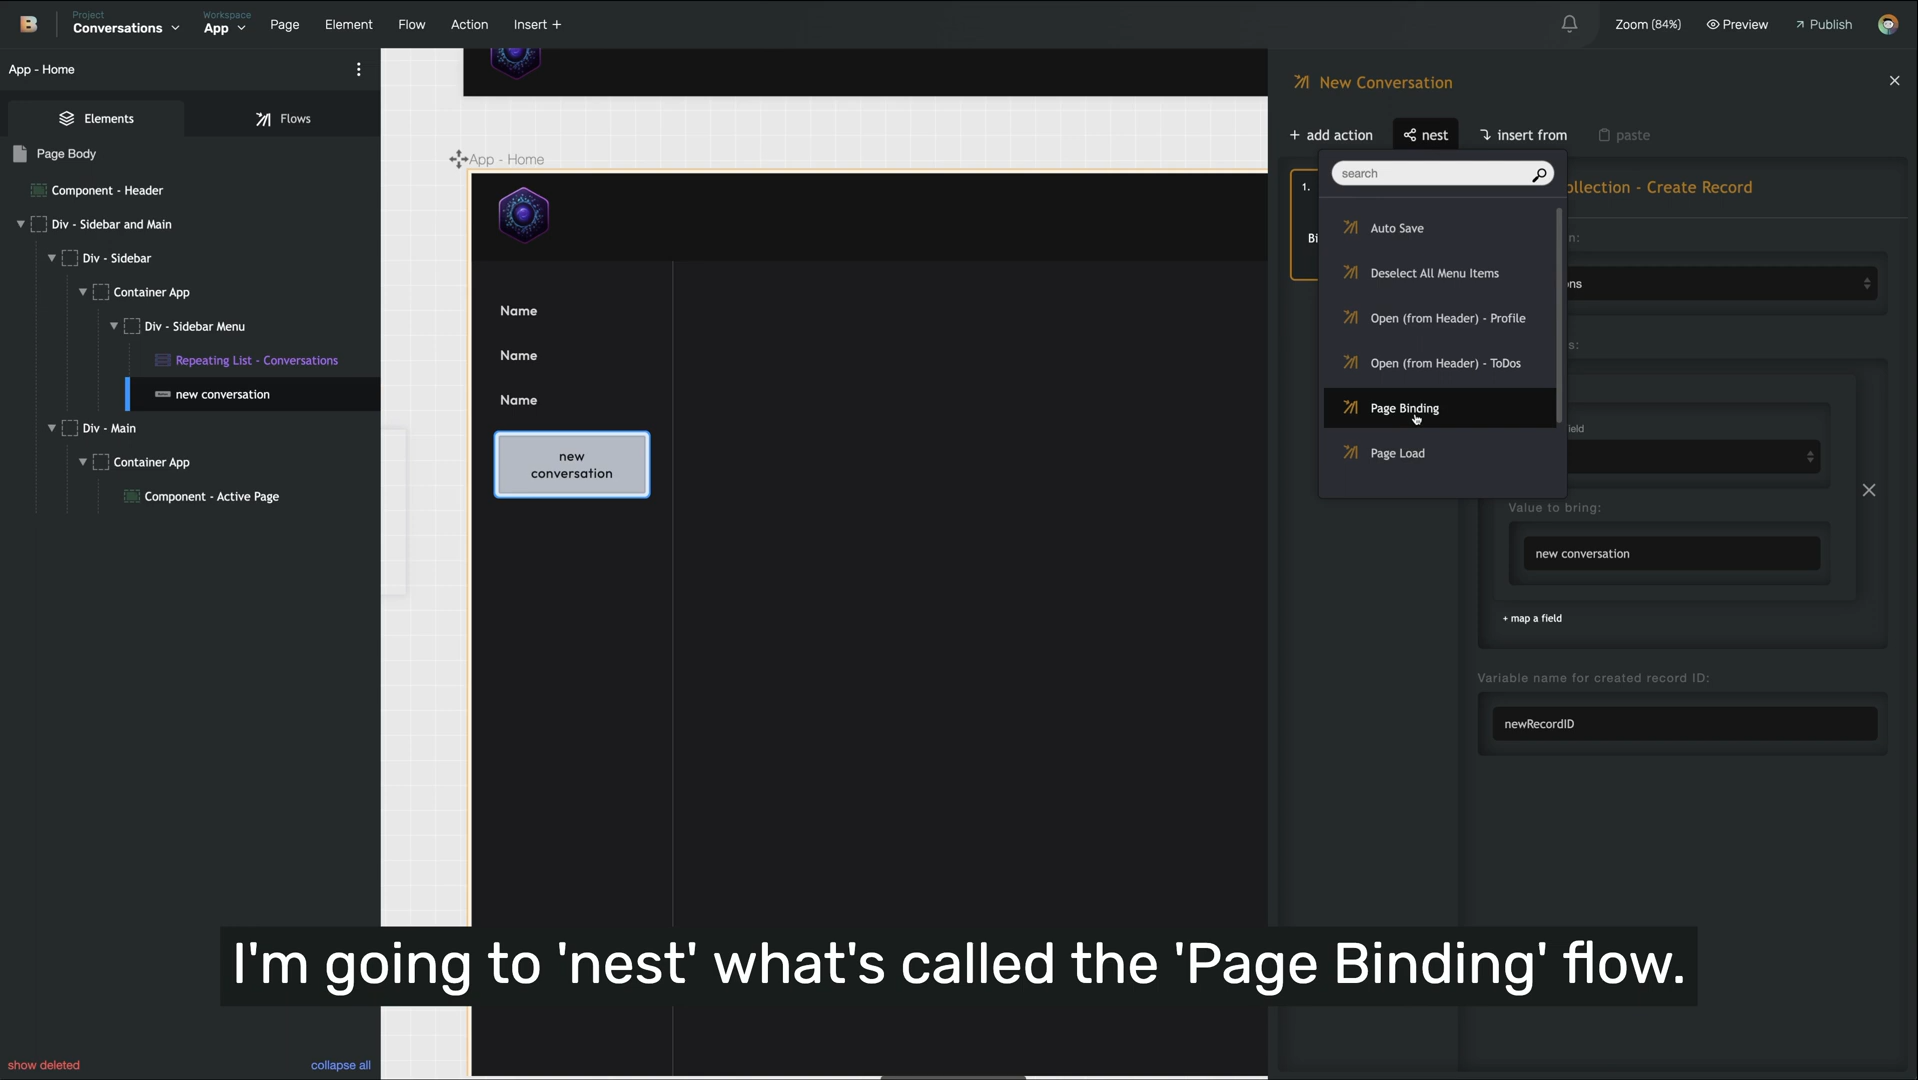 Project
Conversations
Workspace
App
Page
Element
Flow
Action
Insert +
Zoom (84%)
Preview
Publish
App - Home
Elements
Flows
Page Body
Component - Header
Div - Sidebar and Main
Div - Sidebar
Container App
Div - Sidebar Menu
Repeating List - Conversations
new conversation
Div - Main
Container App
Component - Active Page
show deleted
collapse all
App - Home
Name
Name
Name
new
conversation
New Conversation
+ add action
nest
insert from
paste
1.
Bi
search
Auto Save
Deselect All Menu Items
Open (from Header) - Profile
Open (from Header) - ToDos
Page Binding
Page Load
ollection - Create Record
n:
ns
s:
ield
Value to bring:
new conversation
+ map a field
Variable name for created record ID:
newRecordID
I'm going to 'nest' what's called the 'Page Binding' flow.